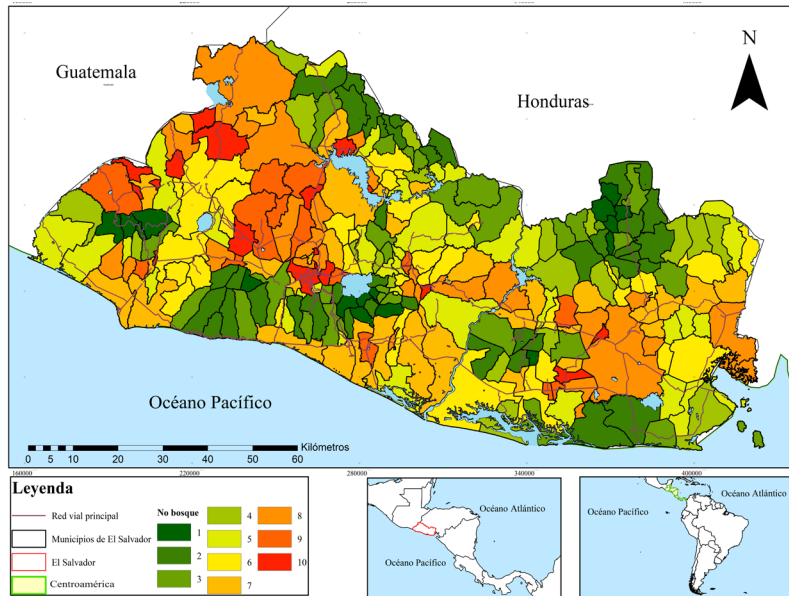 Guatemala
Honduras
N
Océano Pacífico
0 5 10 20 30 40 50 60 Kilómetros
160000 220000 280000 340000 400000
Leyenda
Red vial principal
Municipios de El Salvador
El Salvador
Centroamérica
No bosque
1
2
3
4
5
6
7
8
9
10
Océano Atlántico
Océano Pacífico
Océano Atlántico
Océano Pacífico